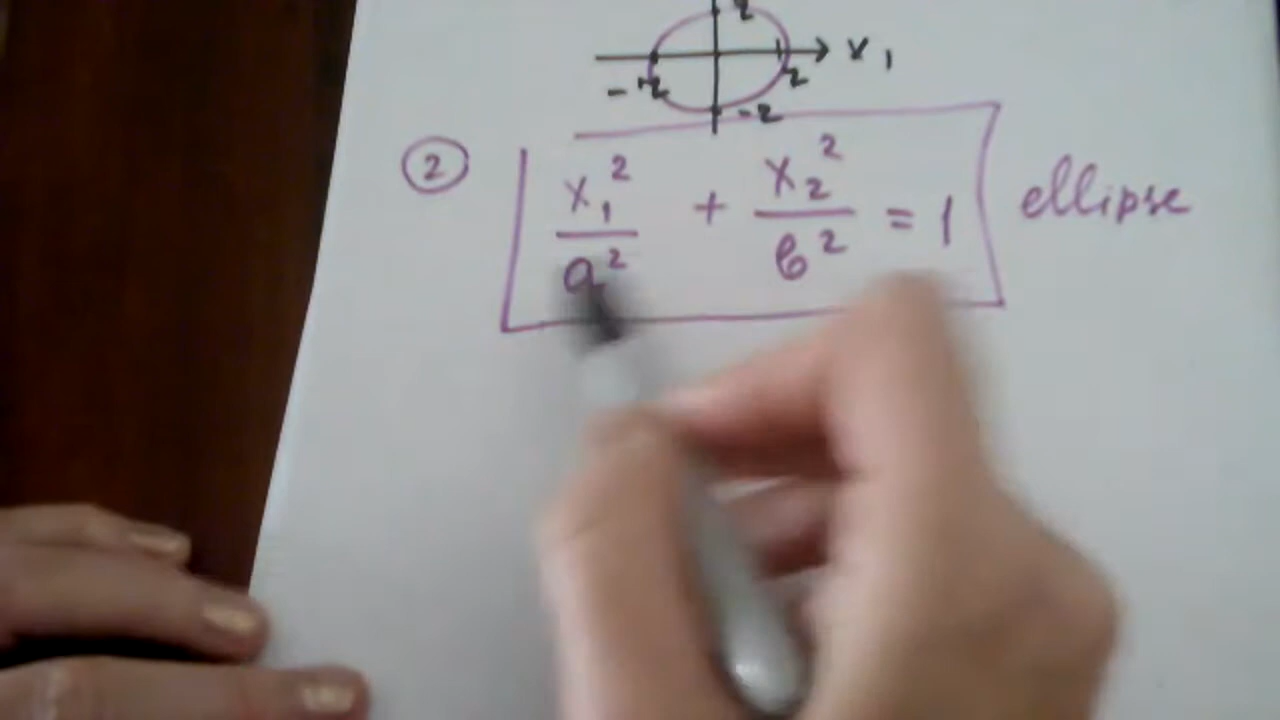 2
x₁
-2 2
-2
② x₁²/a² + x₂²/b² = 1 ellipse